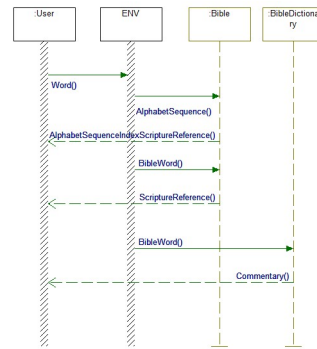 :User
ENV
:Bible
:BibleDictiona
ry
Word()
AlphabetSequence()
AlphabetSequenceIndexScriptureReference()
BibleWord()
ScriptureReference()
BibleWord()
Commentary()